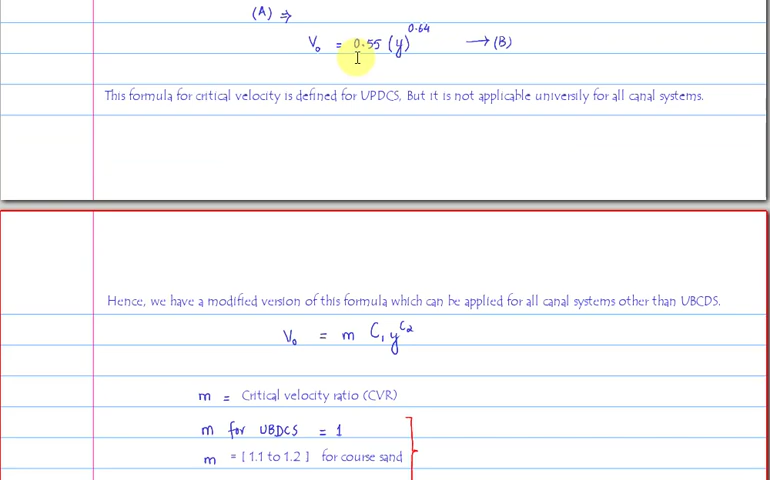 (A) ⇒
V₀ = 0.55 (y)^0.64 → (B)
This formula for critical velocity is defined for UPDCS, But it is not applicable universily for all canal systems.
Hence, we have a modified version of this formula which can be applied for all canal systems other than UBCDS.
V₀ = m C₁ y^C₂
m = Critical velocity ratio (CVR)
m for UBDCS = 1
m = [ 1.1 to 1.2 ] for course sand